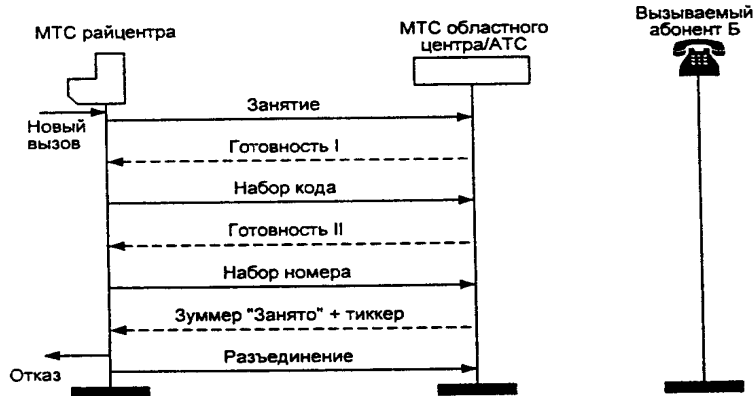 Вызываемый
абонент Б
МТС райцентра
МТС областного
центра/АТС
Новый
вызов
Занятие
Готовность I
Набор кода
Готовность II
Набор номера
Зуммер "Занято" + тиккер
Отказ
Разъединение